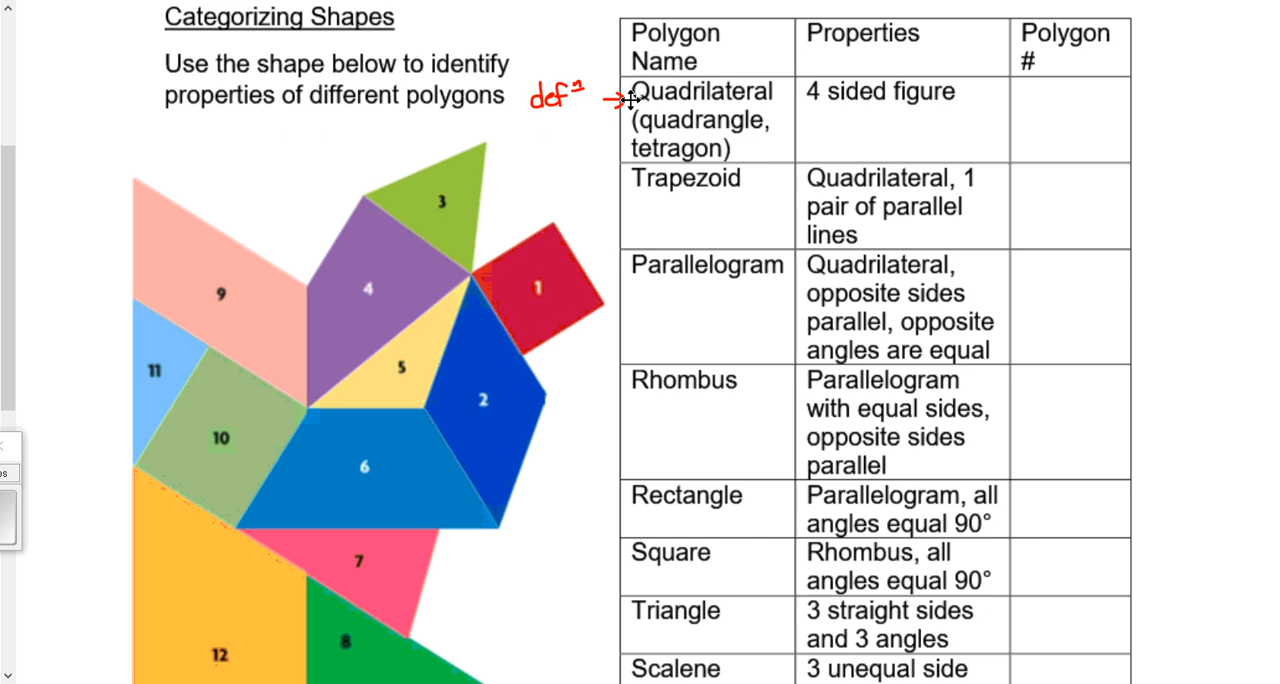 Categorizing Shapes
Use the shape below to identify
properties of different polygons
def¹ →
Polygon
Name
Properties
Polygon
#
Quadrilateral
(quadrangle,
tetragon)
4 sided figure
Trapezoid
Quadrilateral, 1
pair of parallel
lines
Parallelogram
Quadrilateral,
opposite sides
parallel, opposite
angles are equal
Rhombus
Parallelogram
with equal sides,
opposite sides
parallel
Rectangle
Parallelogram, all
angles equal 90°
Square
Rhombus, all
angles equal 90°
Triangle
3 straight sides
and 3 angles
Scalene
3 unequal side
3
1
4
9
5
11
2
10
6
7
8
12
os